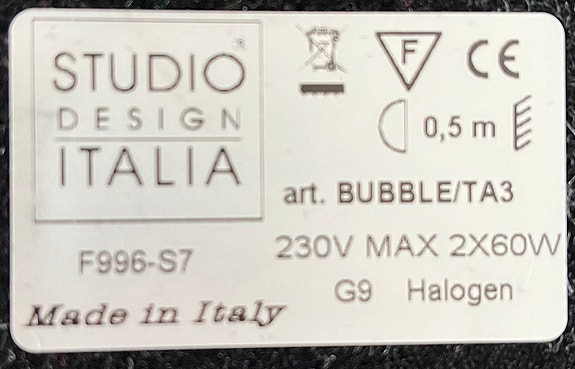 STUDIO®
DESIGN
ITALIA
F996-S7
Made in Italy
F CE
0,5 m
art. BUBBLE/TA3
230V MAX 2X60W
G9 Halogen